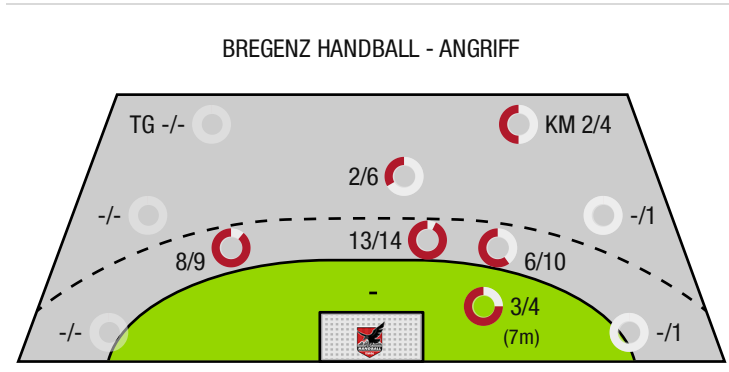 BREGENZ HANDBALL - ANGRIFF
TG -/-
KM 2/4
2/6
-/-
-/1
8/9
13/14
6/10
-
3/4
(7m)
-/-
-/1
HANDBALL